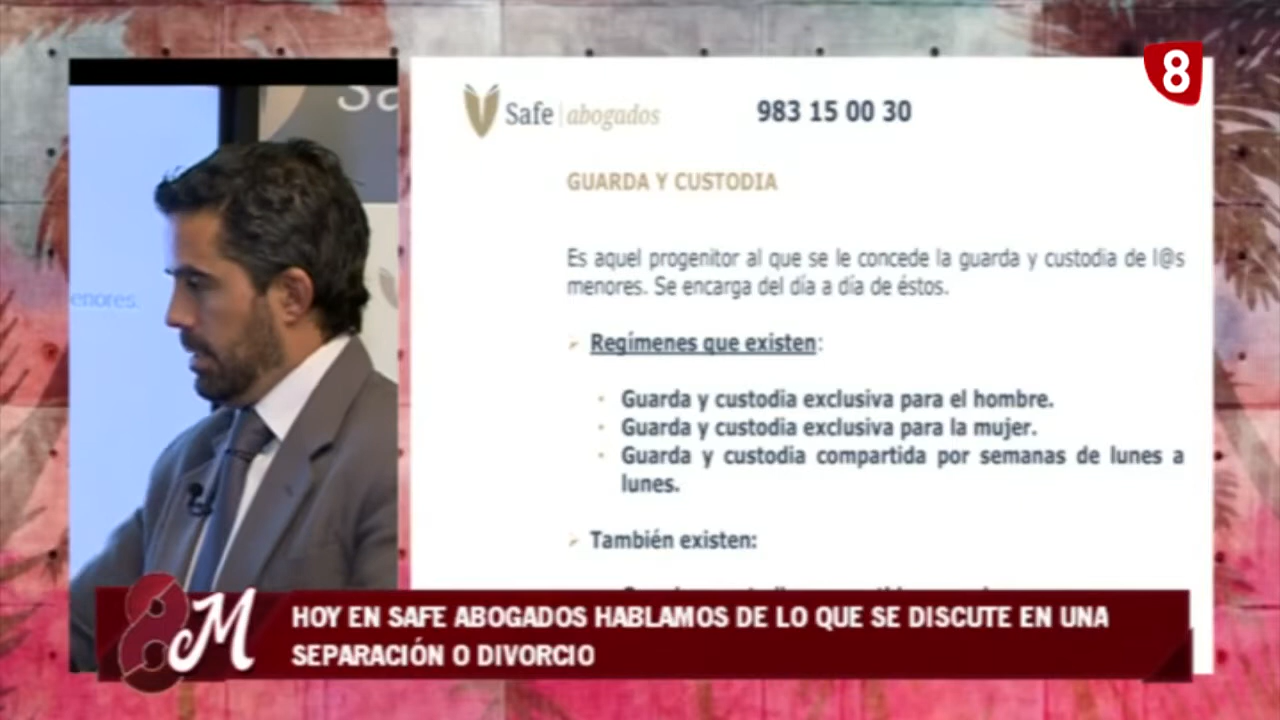 8
Sa
enores.
Safe | abogados
983 15 00 30
GUARDA Y CUSTODIA
Es aquel progenitor al que se le concede la guarda y custodia de l@s
menores. Se encarga del día a día de éstos.
Regímenes que existen:
Guarda y custodia exclusiva para el hombre.
Guarda y custodia exclusiva para la mujer.
Guarda y custodia compartida por semanas de lunes a
lunes.
También existen:
8M
HOY EN SAFE ABOGADOS HABLAMOS DE LO QUE SE DISCUTE EN UNA
SEPARACIÓN O DIVORCIO